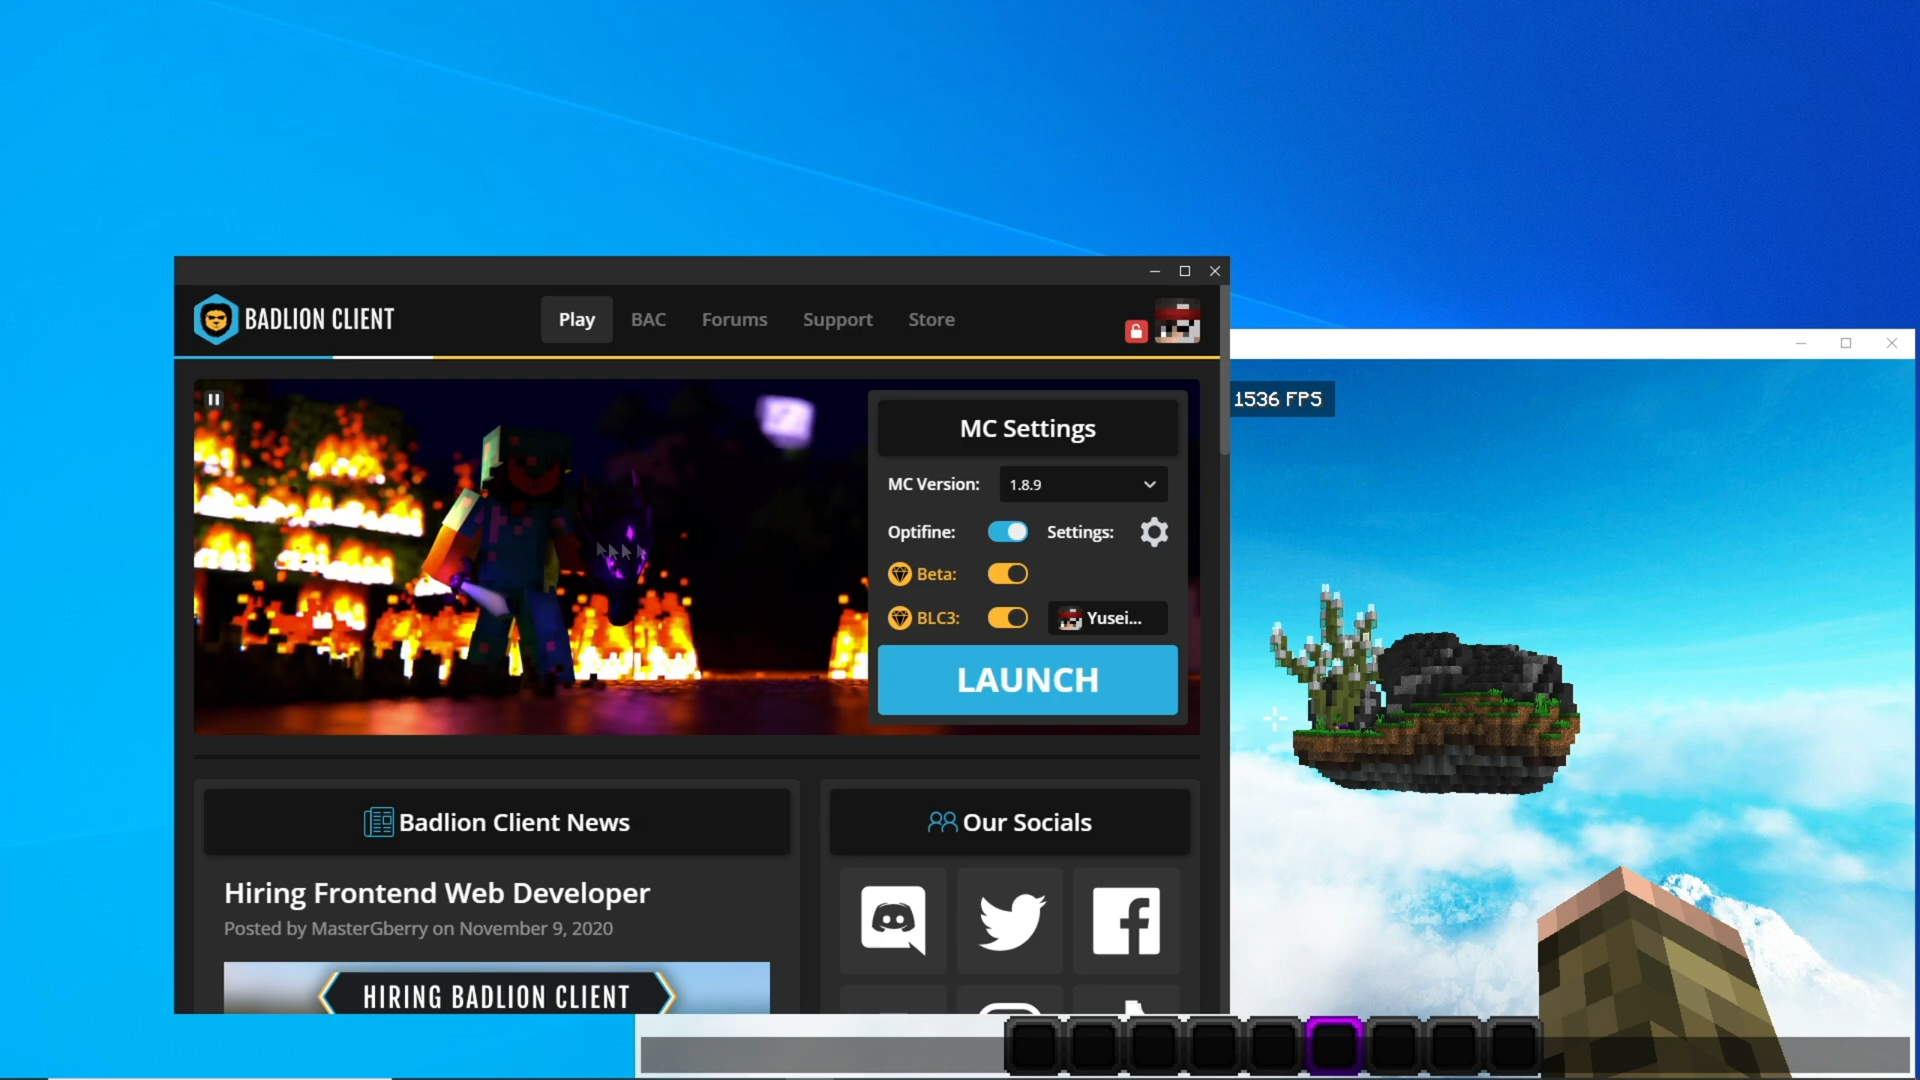 BADLION CLIENT
Play
BAC
Forums
Support
Store
1536 FPS
MC Settings
MC Version:
1.8.9
Optifine:
Settings:
Beta:
BLC3:
Yusei...
LAUNCH
Badlion Client News
Our Socials
Hiring Frontend Web Developer
Posted by MasterGberry on November 9, 2020
HIRING BADLION CLIENT